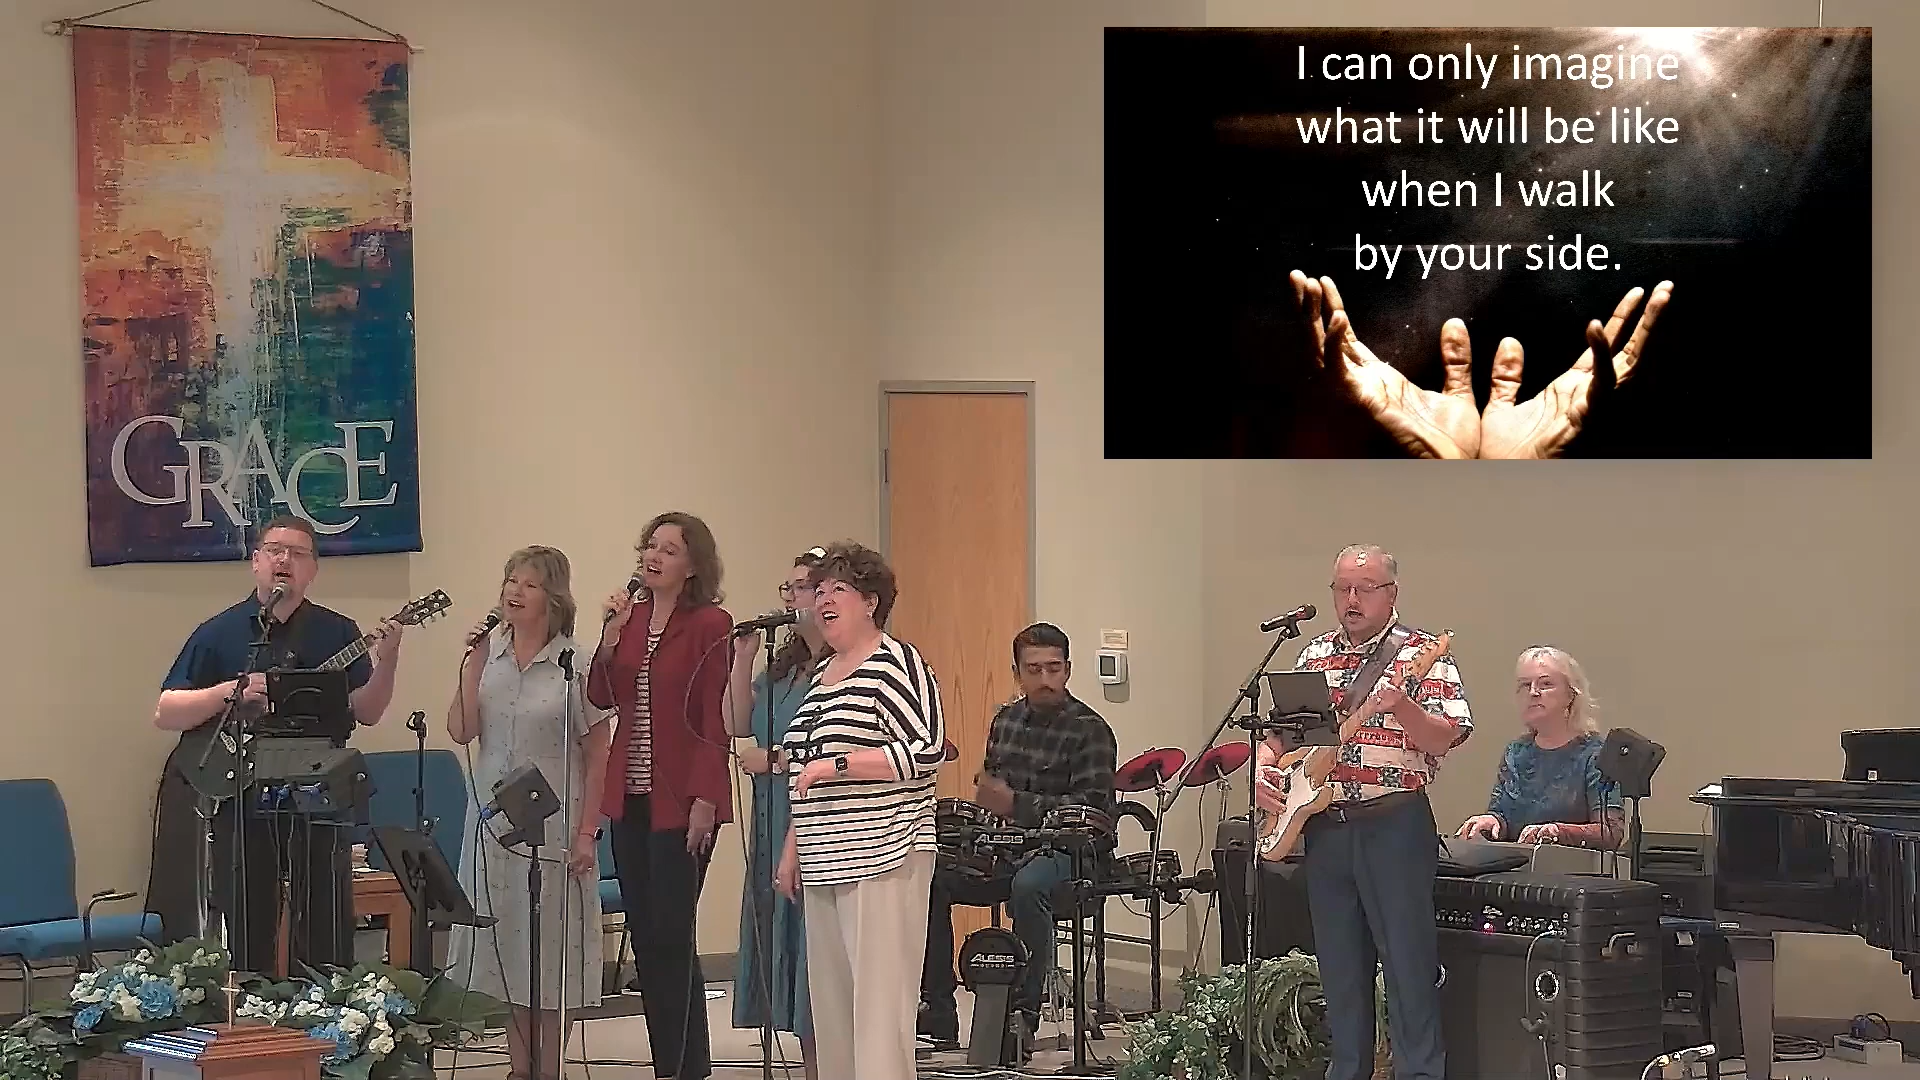 I can only imagine
what it will be like
when I walk
by your side.
GRACE
ALESIS
ALESIS